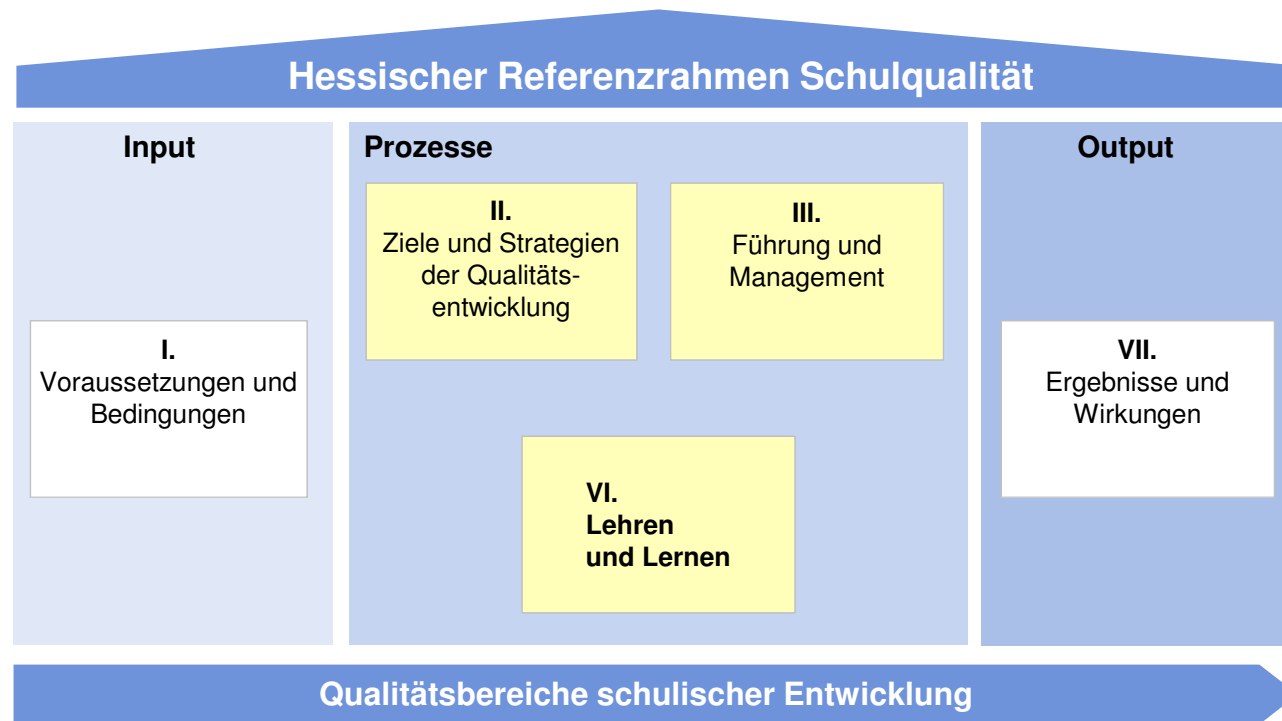 Hessischer Referenzrahmen Schulqualität
Input
Prozesse
Output
I.
Voraussetzungen und
Bedingungen
II.
Ziele und Strategien
der Qualitäts-
entwicklung
III.
Führung und
Management
VI.
Lehren
und Lernen
VII.
Ergebnisse und
Wirkungen
Qualitätsbereiche schulischer Entwicklung